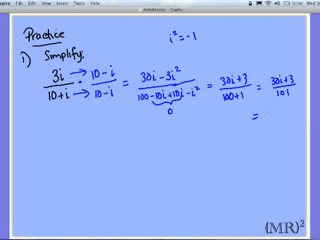 Practice
i² = -1
1) Simplify:
3i/(10+i) · (10-i)/(10-i) = (30i - 3i²)/(100 - 10i + 10i - i²) = (30i + 3)/(100 + 1) = (30i + 3)/101
0
=
(MR)²